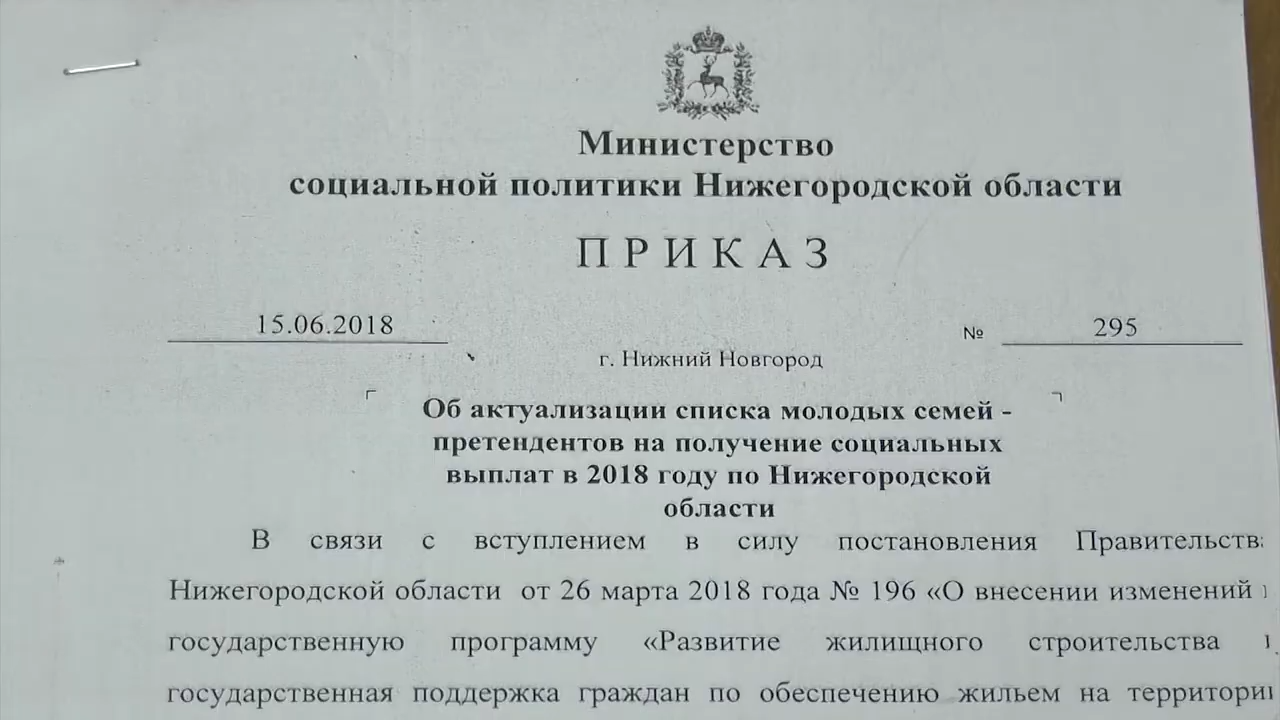 Министерство
социальной политики Нижегородской области
ПРИКАЗ
15.06.2018 № 295
г. Нижний Новгород
Об актуализации списка молодых семей -
претендентов на получение социальных
выплат в 2018 году по Нижегородской
области
В связи с вступлением в силу постановления
Нижегородской области от 26 марта 2018 года № 196 «О внесении изменений
государственную программу «Развитие жилищного строительства
государственная поддержка граждан по обеспечению жильем на